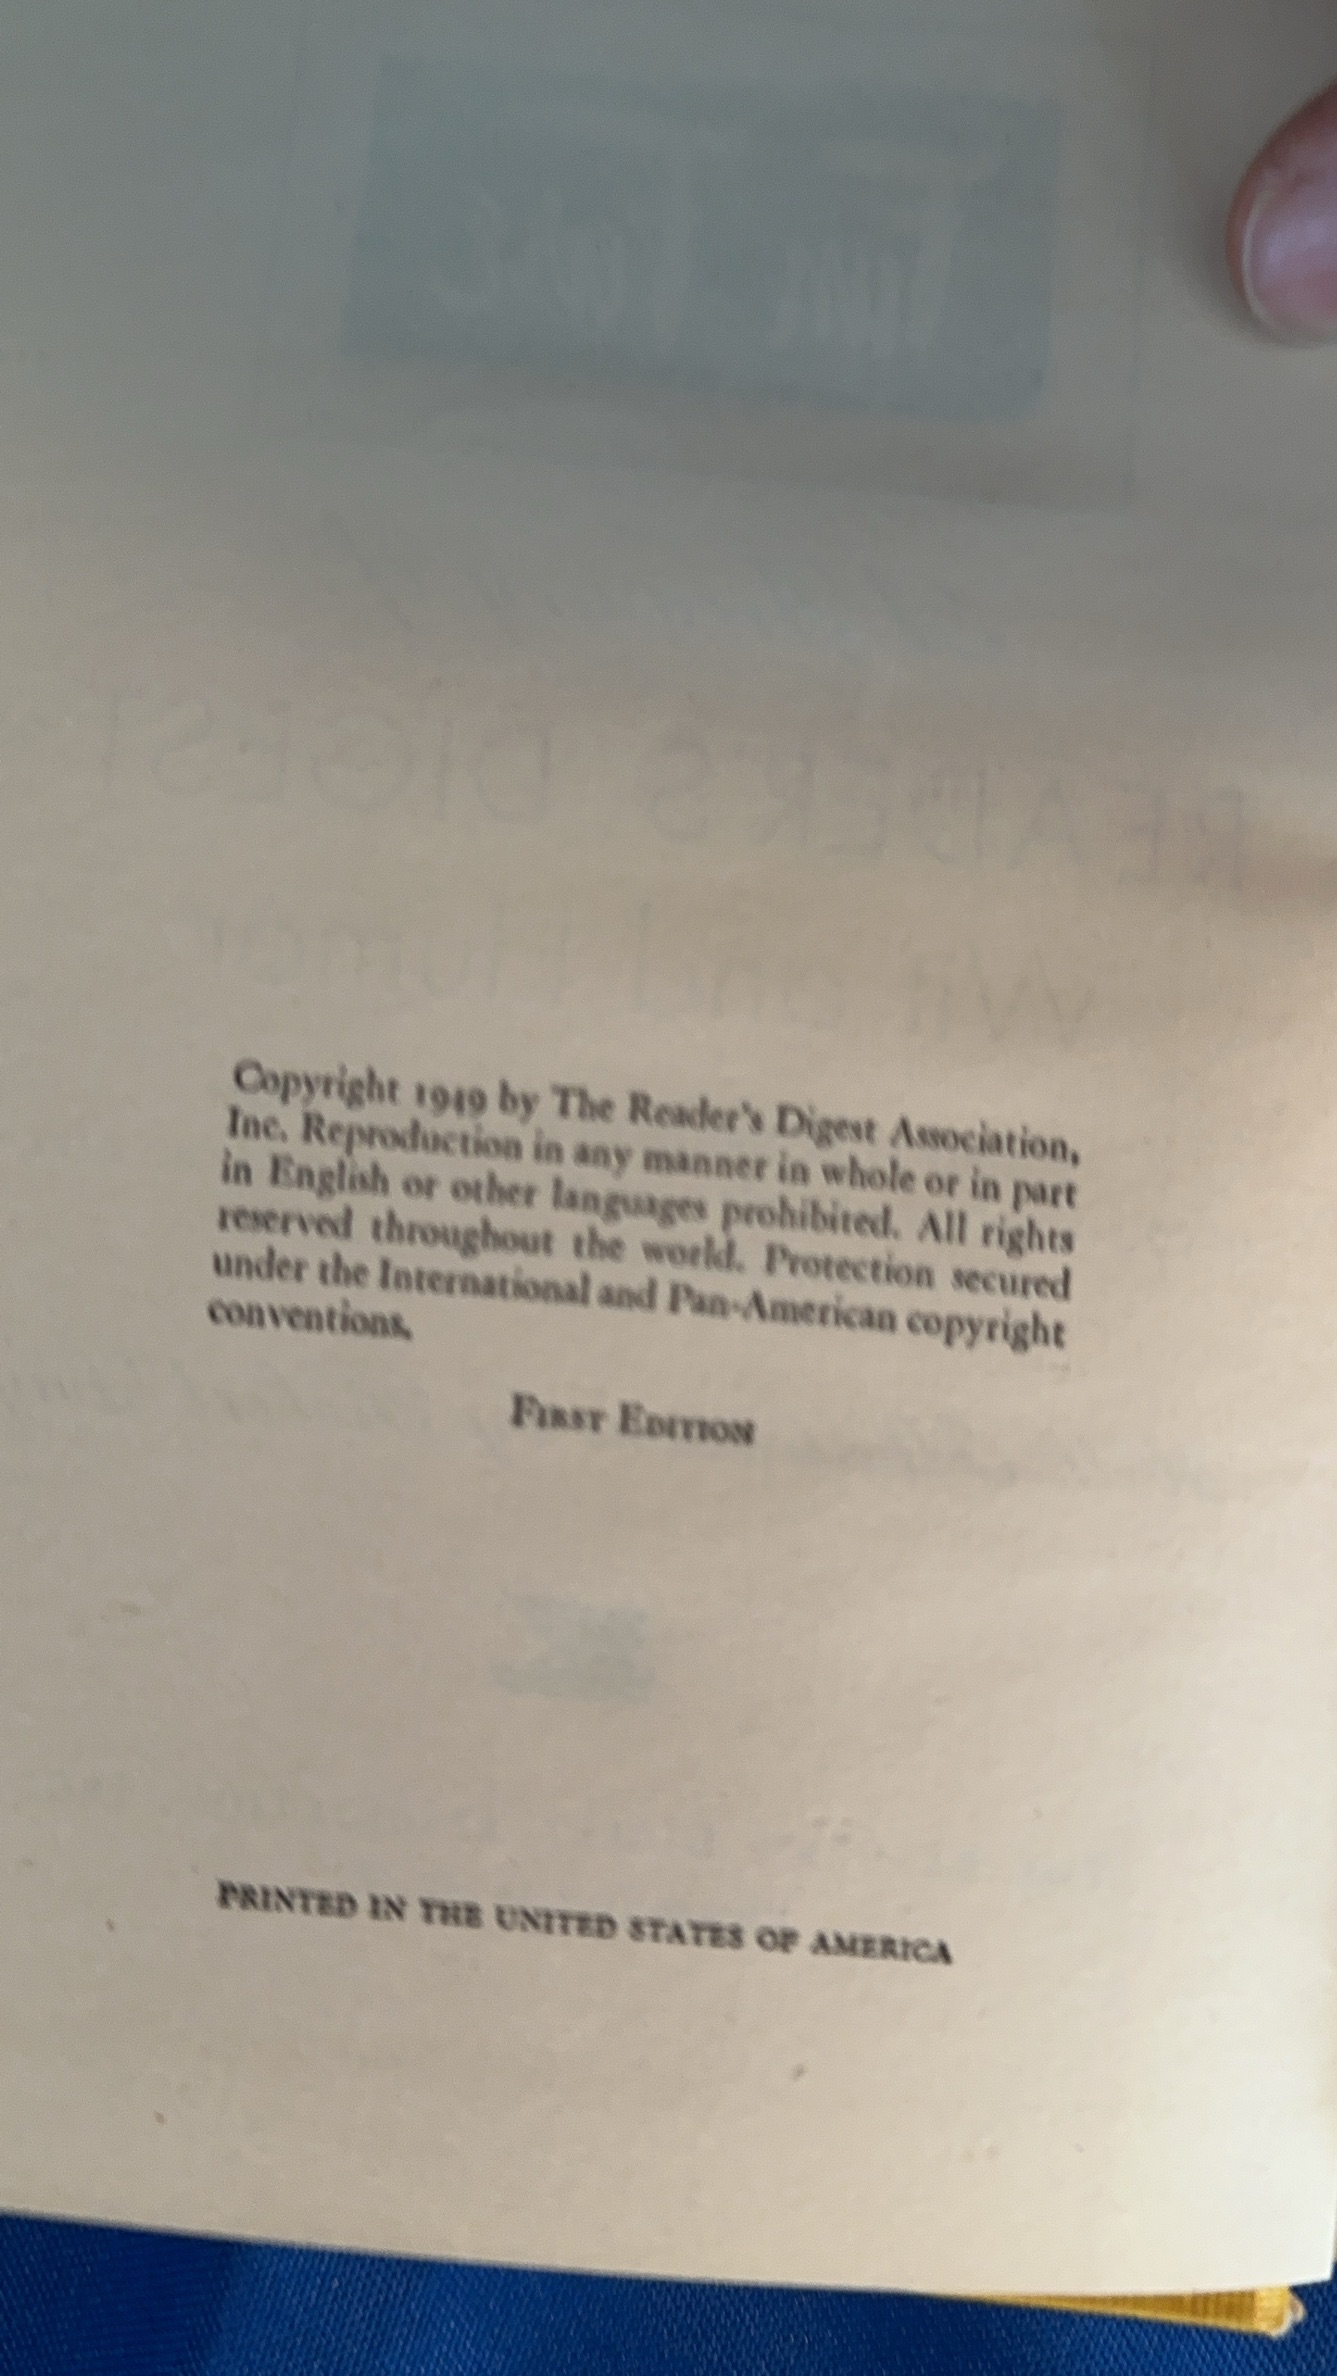 Copyright 1949 by The Reader's Digest Association,
Inc. Reproduction in any manner in whole or in part
in English or other languages prohibited. All rights
reserved throughout the world. Protection secured
under the International and Pan-American copyright
conventions.
FIRST EDITION
PRINTED IN THE UNITED STATES OF AMERICA